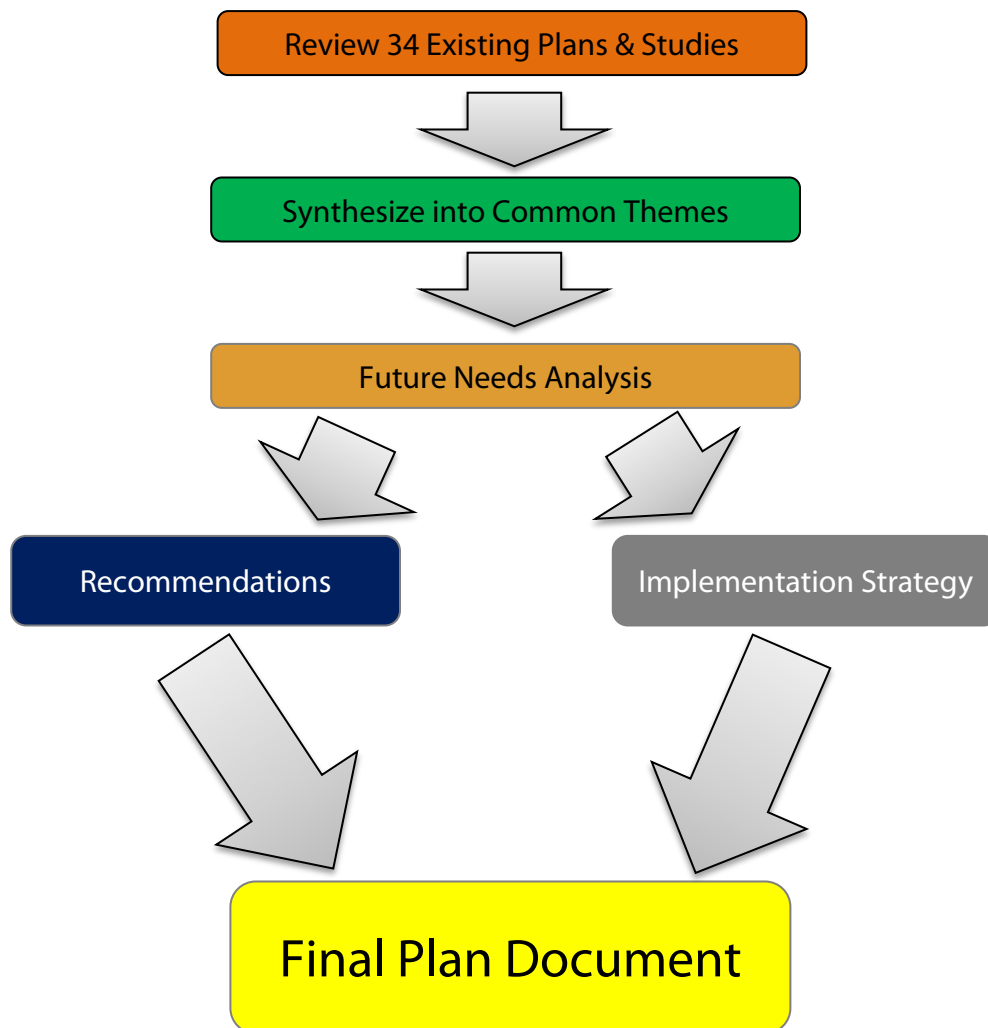 Review 34 Existing Plans & Studies
Synthesize into Common Themes
Future Needs Analysis
Recommendations
Implementation Strategy
Final Plan Document